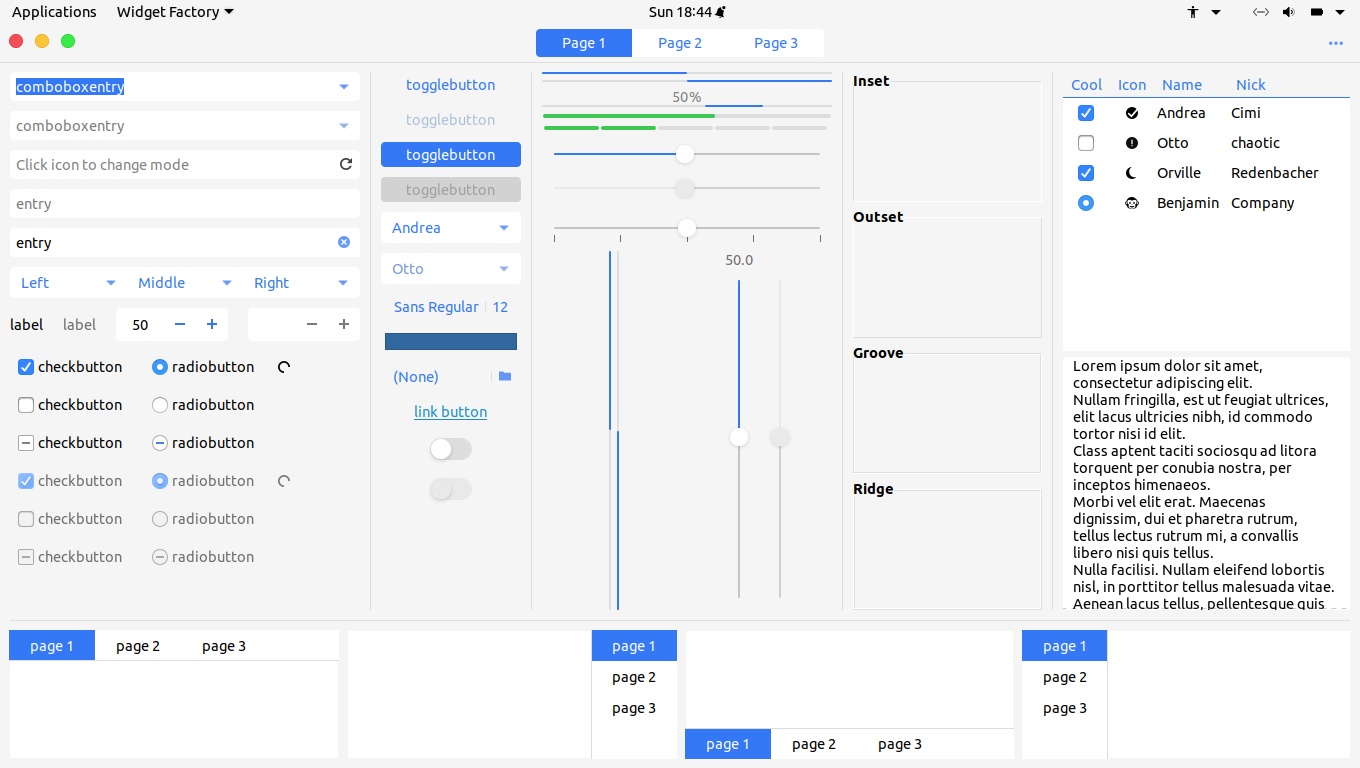 Applications Widget Factory Sun 18:44
Page 1 Page 2 Page 3
comboboxentry
comboboxentry
Click icon to change mode
entry
entry
Left Middle Right
label label 50
checkbutton radiobutton
checkbutton radiobutton
checkbutton radiobutton
checkbutton radiobutton
checkbutton radiobutton
checkbutton radiobutton
togglebutton
togglebutton
togglebutton
togglebutton
Andrea
Otto
Sans Regular 12
(None)
link button
50%
50.0
Inset
Outset
Groove
Ridge
Cool Icon Name Nick
Andrea Cimi
Otto chaotic
Orville Redenbacher
Benjamin Company
Lorem ipsum dolor sit amet,
consectetur adipiscing elit.
Nullam fringilla, est ut feugiat ultrices,
elit lacus ultricies nibh, id commodo
tortor nisi id elit.
Class aptent taciti sociosqu ad litora
torquent per conubia nostra, per
inceptos himenaeos.
Morbi vel elit erat. Maecenas
dignissim, dui et pharetra rutrum,
tellus lectus rutrum mi, a convallis
libero nisi quis tellus.
Nulla facilisi. Nullam eleifend lobortis
nisl, in porttitor tellus malesuada vitae.
Aenean lacus tellus, pellentesque quis
page 1 page 2 page 3
page 1
page 2
page 3
page 1 page 2 page 3
page 1
page 2
page 3